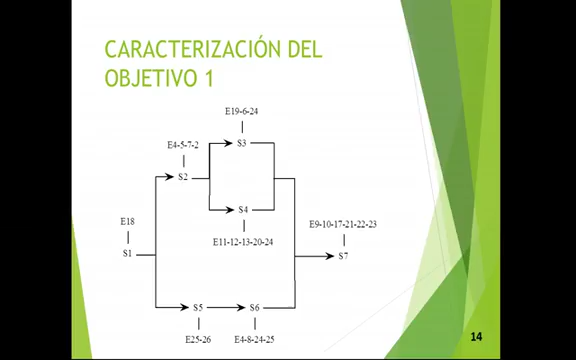 CARACTERIZACIÓN DEL
OBJETIVO 1
E19-6-24
S3
E4-5-7-2
S2
S4
E11-12-13-20-24
E18
S1
E9-10-17-21-22-23
S7
S5
S6
E25-26
E4-8-24-25
14